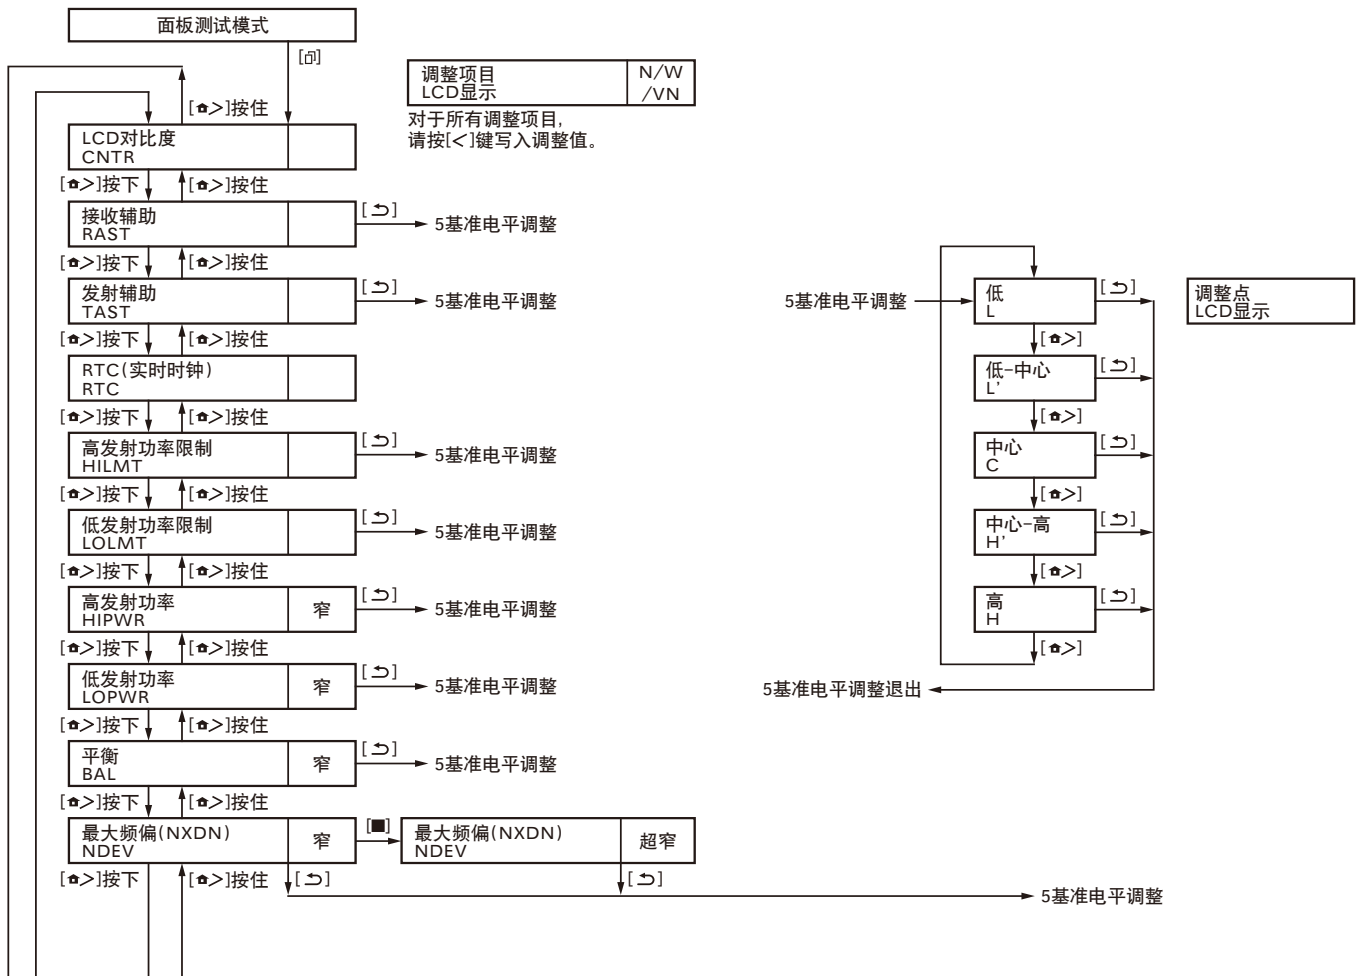 面板测试模式
[⎘]
调整项目
LCD显示
N/W
/VN
对于所有调整项目,
请按[<]键写入调整值。
[☗>]按住
LCD对比度
CNTR
[☗>]按下
[☗>]按住
接收辅助
RAST
[⮌]
5基准电平调整
[☗>]按下
[☗>]按住
发射辅助
TAST
[⮌]
5基准电平调整
[☗>]按下
[☗>]按住
RTC(实时时钟)
RTC
[☗>]按下
[☗>]按住
高发射功率限制
HILMT
[⮌]
5基准电平调整
[☗>]按下
[☗>]按住
低发射功率限制
LOLMT
[⮌]
5基准电平调整
[☗>]按下
[☗>]按住
高发射功率
HIPWR
窄
[⮌]
5基准电平调整
[☗>]按下
[☗>]按住
低发射功率
LOPWR
窄
[⮌]
5基准电平调整
[☗>]按下
[☗>]按住
平衡
BAL
窄
[⮌]
5基准电平调整
[☗>]按下
[☗>]按住
最大频偏(NXDN)
NDEV
窄
[■]
最大频偏(NXDN)
NDEV
超窄
[☗>]按下
[☗>]按住
[⮌]
[⮌]
5基准电平调整
5基准电平调整
低
L
[⮌]
调整点
LCD显示
[☗>]
低-中心
L'
[⮌]
[☗>]
中心
C
[⮌]
[☗>]
中心-高
H'
[⮌]
[☗>]
高
H
[⮌]
[☗>]
5基准电平调整退出